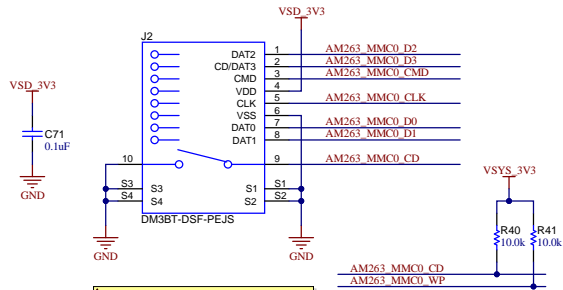 VSD_3V3
J2
DAT2 1 AM263_MMC0_D2
CD/DAT3 2 AM263_MMC0_D3
CMD 3 AM263_MMC0_CMD
VDD 4
CLK 5 AM263_MMC0_CLK
VSS 6
DAT0 7 AM263_MMC0_D0
DAT1 8 AM263_MMC0_D1
10 9 AM263_MMC0_CD
S3 S3 S1 S1
S4 S4 S2 S2
DM3BT-DSF-PEJS
GND
GND
VSD_3V3
C71
0.1uF
GND
VSYS_3V3
R40
10.0k
R41
10.0k
AM263_MMC0_CD
AM263_MMC0_WP